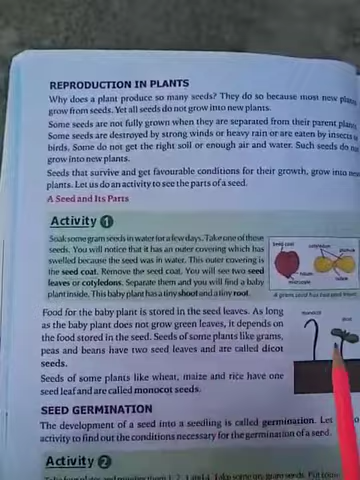 REPRODUCTION IN PLANTS
Why does a plant produce so many seeds? They do so because most new plants
grow from seeds. Yet all seeds do not grow into new plants.
Some seeds are not fully grown when they are separated from their parent plants.
Some seeds are destroyed by strong winds or heavy rain or are eaten by insects
birds. Some do not get the right soil or enough air and water. Such seeds do not
grow into new plants.
Seeds that survive and get favourable conditions for their growth, grow into new
plants. Let us do an activity to see the parts of a seed.
A Seed and Its Parts
Activity 1
Soak some gram seeds in water for a few days. Take one of these
seeds. You will notice that it has an outer covering which has
swelled because the seed was in water. This outer covering is
the seed coat. Remove the seed coat. You will see two seed
leaves or cotyledons. Separate them and you will find a baby
plant inside. This baby plant has a tiny shoot and a tiny root.
Seed coat
A gram seed has two seed leaves
Food for the baby plant is stored in the seed leaves. As long
as the baby plant does not grow green leaves, it depends on
the food stored in the seed. Seeds of some plants like grams,
peas and beans have two seed leaves and are called dicot
seeds.
Seeds of some plants like wheat, maize and rice have one
seed leaf and are called monocot seeds.
SEED GERMINATION
The development of a seed into a seedling is called germination. Let
activity to find out the conditions necessary for the germination of a seed.
Activity 2